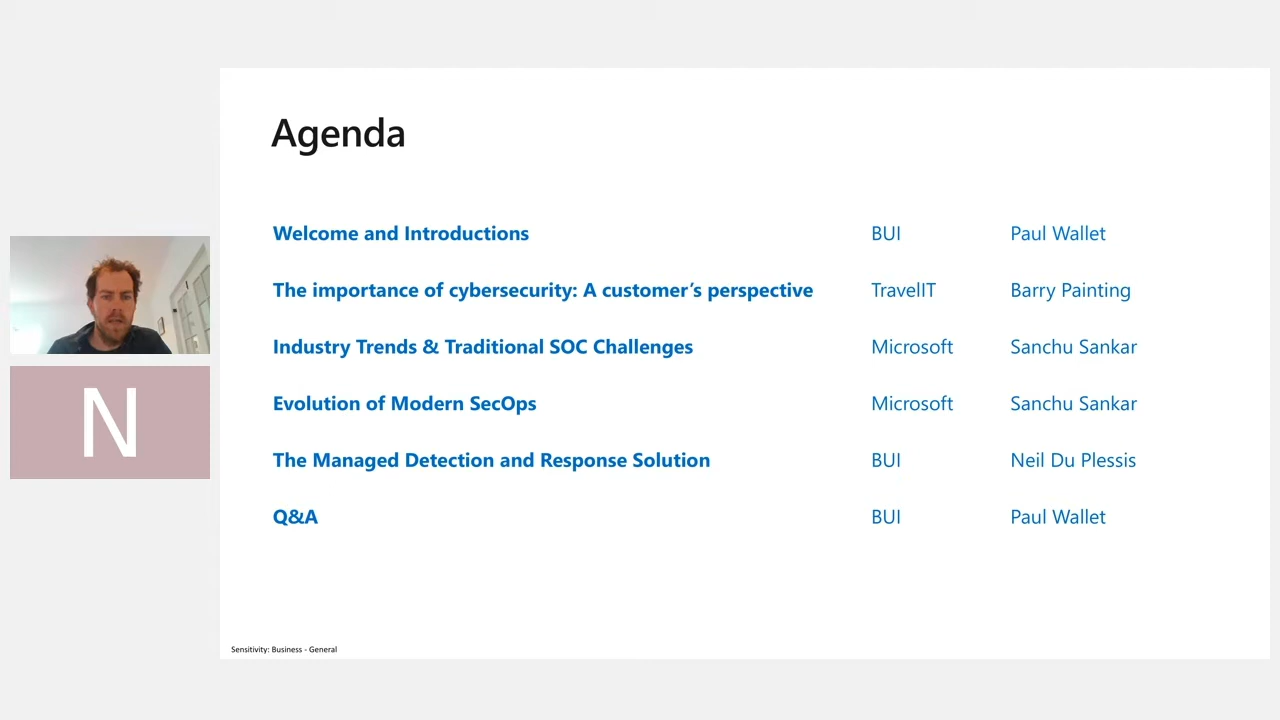 Agenda
Welcome and Introductions BUI Paul Wallet
The importance of cybersecurity: A customer’s perspective TravelIT Barry Painting
Industry Trends & Traditional SOC Challenges Microsoft Sanchu Sankar
Evolution of Modern SecOps Microsoft Sanchu Sankar
The Managed Detection and Response Solution BUI Neil Du Plessis
Q&A BUI Paul Wallet
N
Sensitivity: Business - General